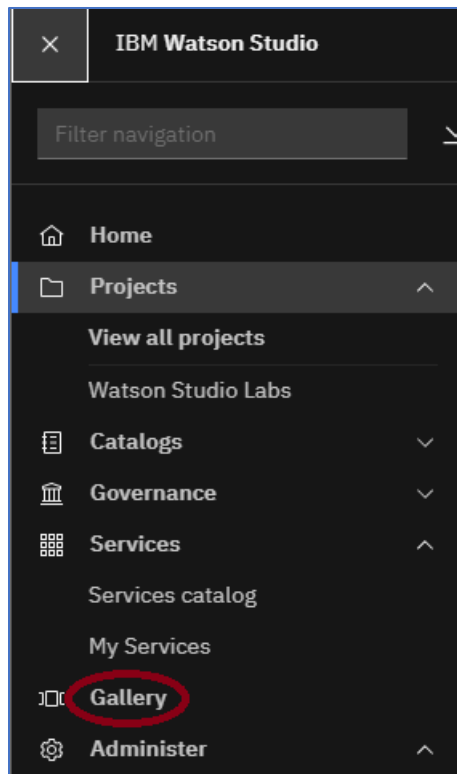 IBM Watson Studio
Filter navigation
Home
Projects
View all projects
Watson Studio Labs
Catalogs
Governance
Services
Services catalog
My Services
Gallery
Administer